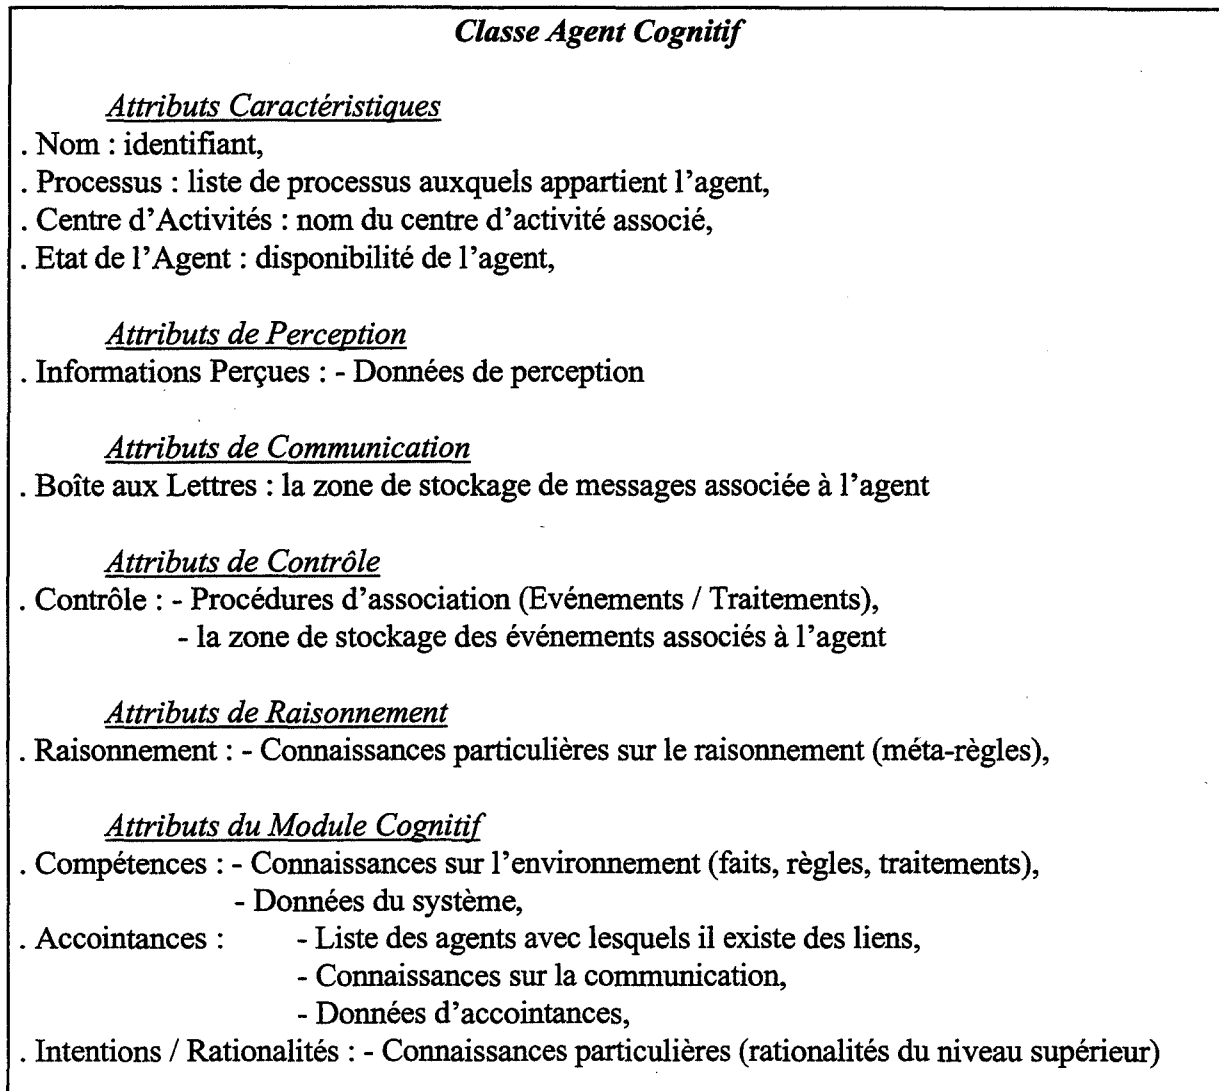 Classe Agent Cognitif
Attributs Caractéristiques
. Nom : identifiant,
. Processus : liste de processus auxquels appartient l'agent,
. Centre d'Activités : nom du centre d'activité associé,
. Etat de l'Agent : disponibilité de l'agent,
Attributs de Perception
. Informations Perçues : - Données de perception
Attributs de Communication
. Boîte aux Lettres : la zone de stockage de messages associée à l'agent
Attributs de Contrôle
. Contrôle : - Procédures d'association (Evénements / Traitements),
- la zone de stockage des événements associés à l'agent
Attributs de Raisonnement
. Raisonnement : - Connaissances particulières sur le raisonnement (méta-règles),
Attributs du Module Cognitif
. Compétences : - Connaissances sur l'environnement (faits, règles, traitements),
- Données du système,
. Accointances : - Liste des agents avec lesquels il existe des liens,
- Connaissances sur la communication,
- Données d'accointances,
. Intentions / Rationalités : - Connaissances particulières (rationalités du niveau supérieur)